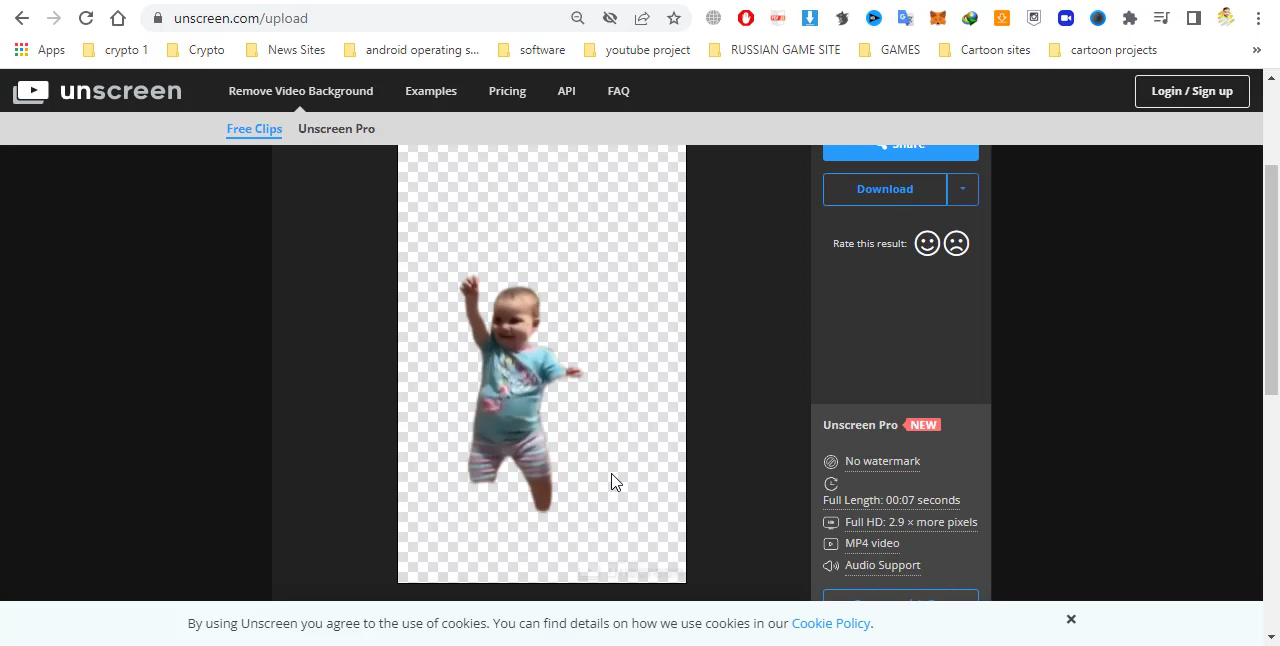 unscreen.com/upload
Apps crypto 1 Crypto News Sites android operating s... software youtube project RUSSIAN GAME SITE GAMES Cartoon sites cartoon projects »
unscreen Remove Video Background Examples Pricing API FAQ Login / Sign up
Free Clips Unscreen Pro
Share
Download
Rate this result:
Unscreen Pro NEW
No watermark
Full Length: 00:07 seconds
Full HD: 2.9 × more pixels
MP4 video
Audio Support
By using Unscreen you agree to the use of cookies. You can find details on how we use cookies in our Cookie Policy.